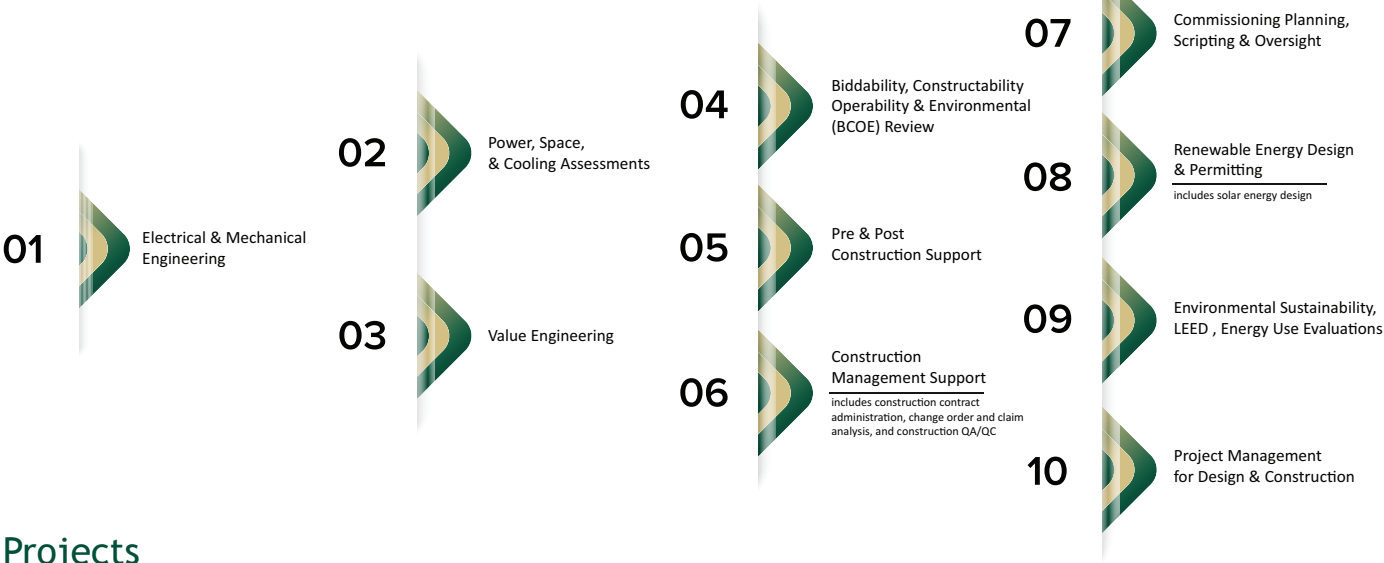 01
Electrical & Mechanical
Engineering
02
Power, Space,
& Cooling Assessments
03
Value Engineering
04
Biddability, Constructability
Operability & Environmental
(BCOE) Review
05
Pre & Post
Construction Support
06
Construction
Management Support
includes construction contract
administration, change order and claim
analysis, and construction QA/QC
07
Commissioning Planning,
Scripting & Oversight
08
Renewable Energy Design
& Permitting
includes solar energy design
09
Environmental Sustainability,
LEED , Energy Use Evaluations
10
Project Management
for Design & Construction
Projects